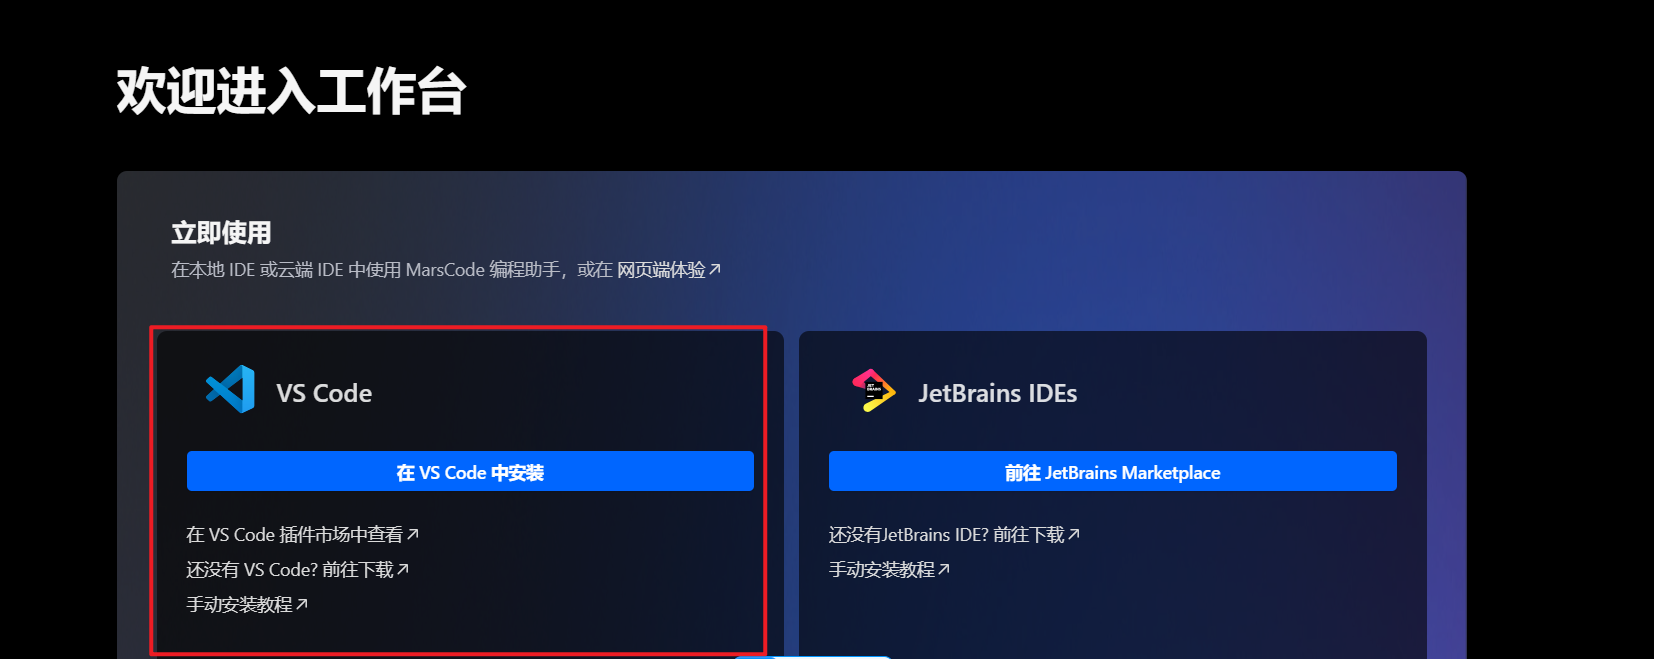 欢迎进入工作台
立即使用
在本地 IDE 或云端 IDE 中使用 MarsCode 编程助手，或在 网页端体验↗
VS Code
在 VS Code 中安装
在 VS Code 插件市场中查看↗
还没有 VS Code? 前往下载↗
手动安装教程↗
JET BRAINS
JetBrains IDEs
前往 JetBrains Marketplace
还没有JetBrains IDE? 前往下载↗
手动安装教程↗